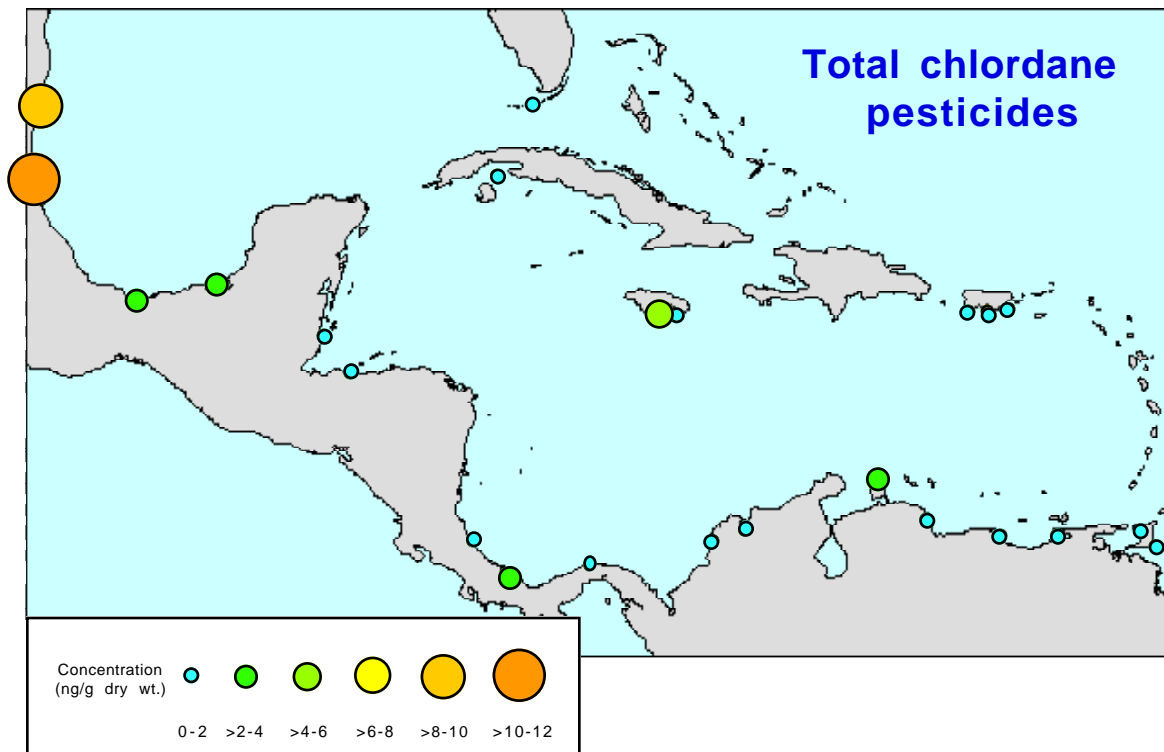 Total chlordane
pesticides
Concentration
(ng/g dry wt.)
0-2 >2-4 >4-6 >6-8 >8-10 >10-12